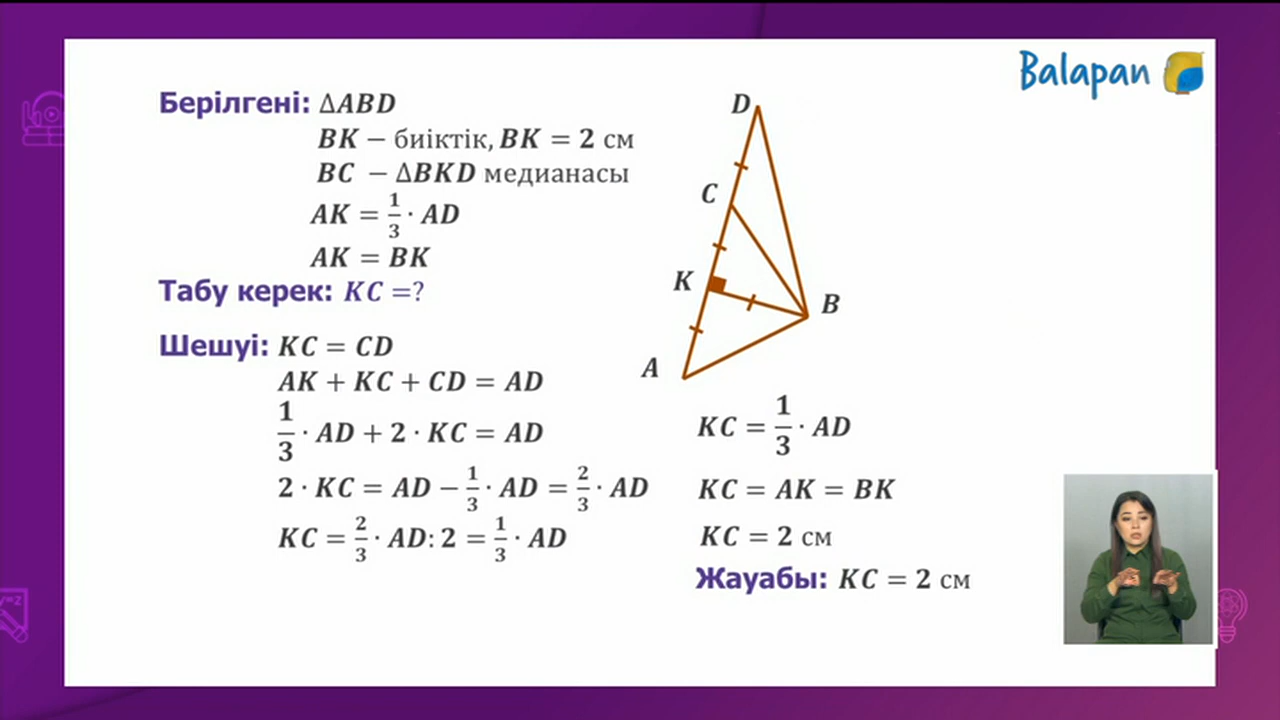 Balapan
Берілгені: ΔABD
BK − биіктік, BK = 2 см
BC − ΔBKD медианасы
AK = 1/3 · AD
AK = BK
Табу керек: KC =?
Шешуі: KC = CD
AK + KC + CD = AD
1/3 · AD + 2 · KC = AD
2 · KC = AD − 1/3 · AD = 2/3 · AD
KC = 2/3 · AD: 2 = 1/3 · AD
D
C
K
B
A
KC = 1/3 · AD
KC = AK = BK
KC = 2 см
Жауабы: KC = 2 см